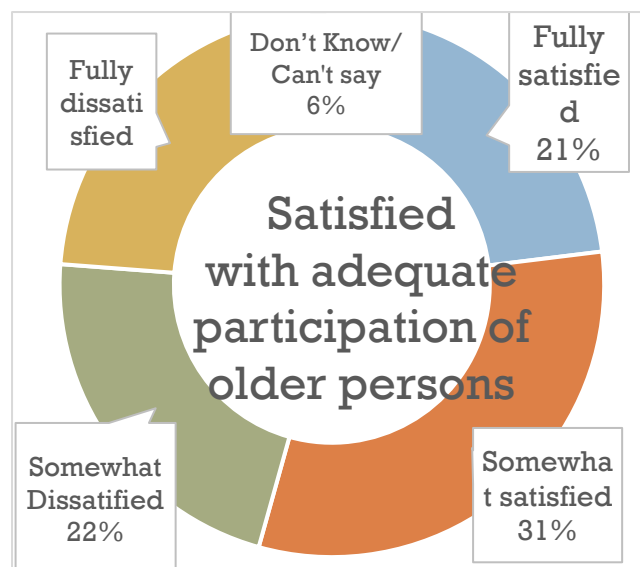 Don't Know/
Can't say
6%
Fully
satisfie
d
21%
Fully
dissati
sfied
Satisfied
with adequate
participation of
older persons
Somewhat
Dissatified
22%
Somewha
t satisfied
31%